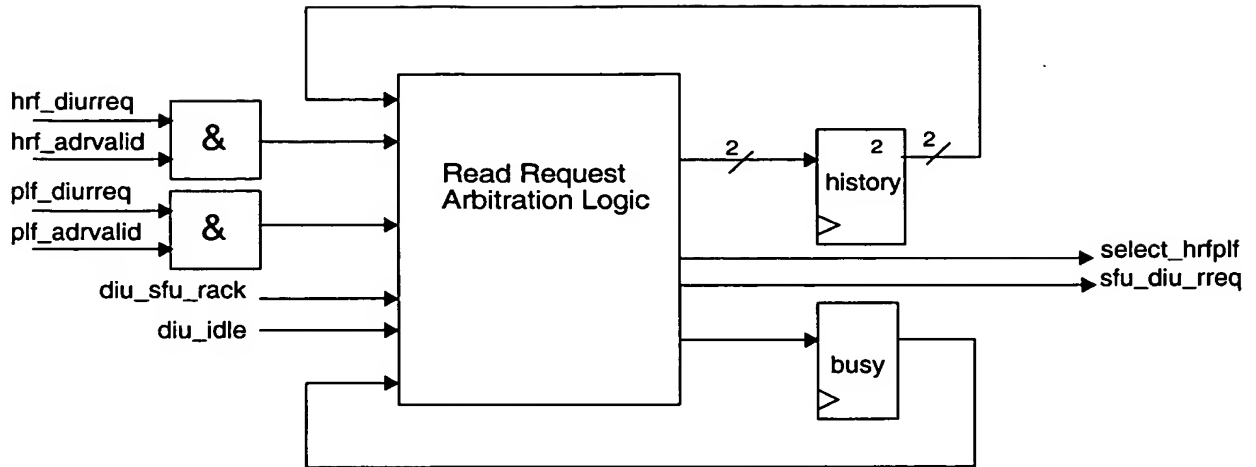 hrf_diurreq
hrf_adrvalid
&
plf_diurreq
plf_adrvalid
&
diu_sfu_rack
diu_idle
Read Request
Arbitration Logic
2
2
2
history
select_hrfplf
sfu_diu_rreq
busy